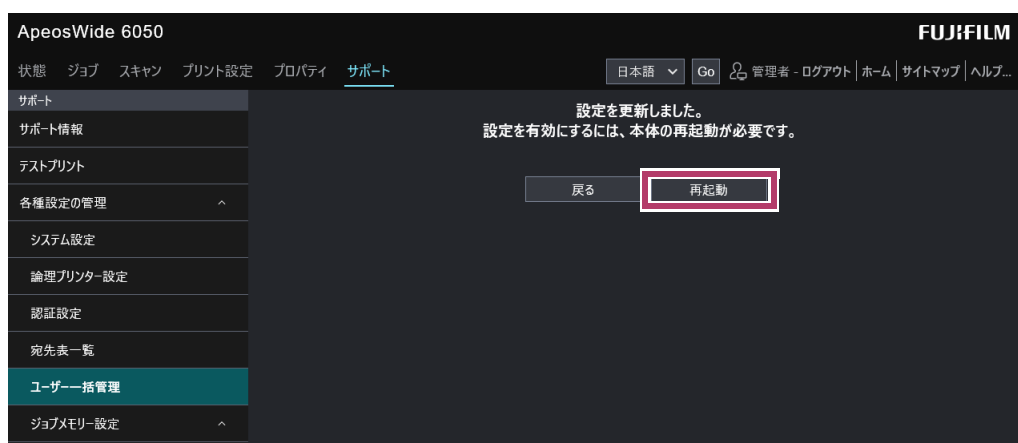 ApeosWide 6050
FUJIFILM
状態 ジョブ スキャン プリント設定 プロパティ サポート
日本語 Go 管理者 - ログアウト ホーム サイトマップ ヘルプ...
サポート
サポート情報
テストプリント
各種設定の管理
システム設定
論理プリンター設定
認証設定
宛先表一覧
ユーザー一括管理
ジョブメモリー設定
設定を更新しました。
設定を有効にするには、本体の再起動が必要です。
戻る 再起動